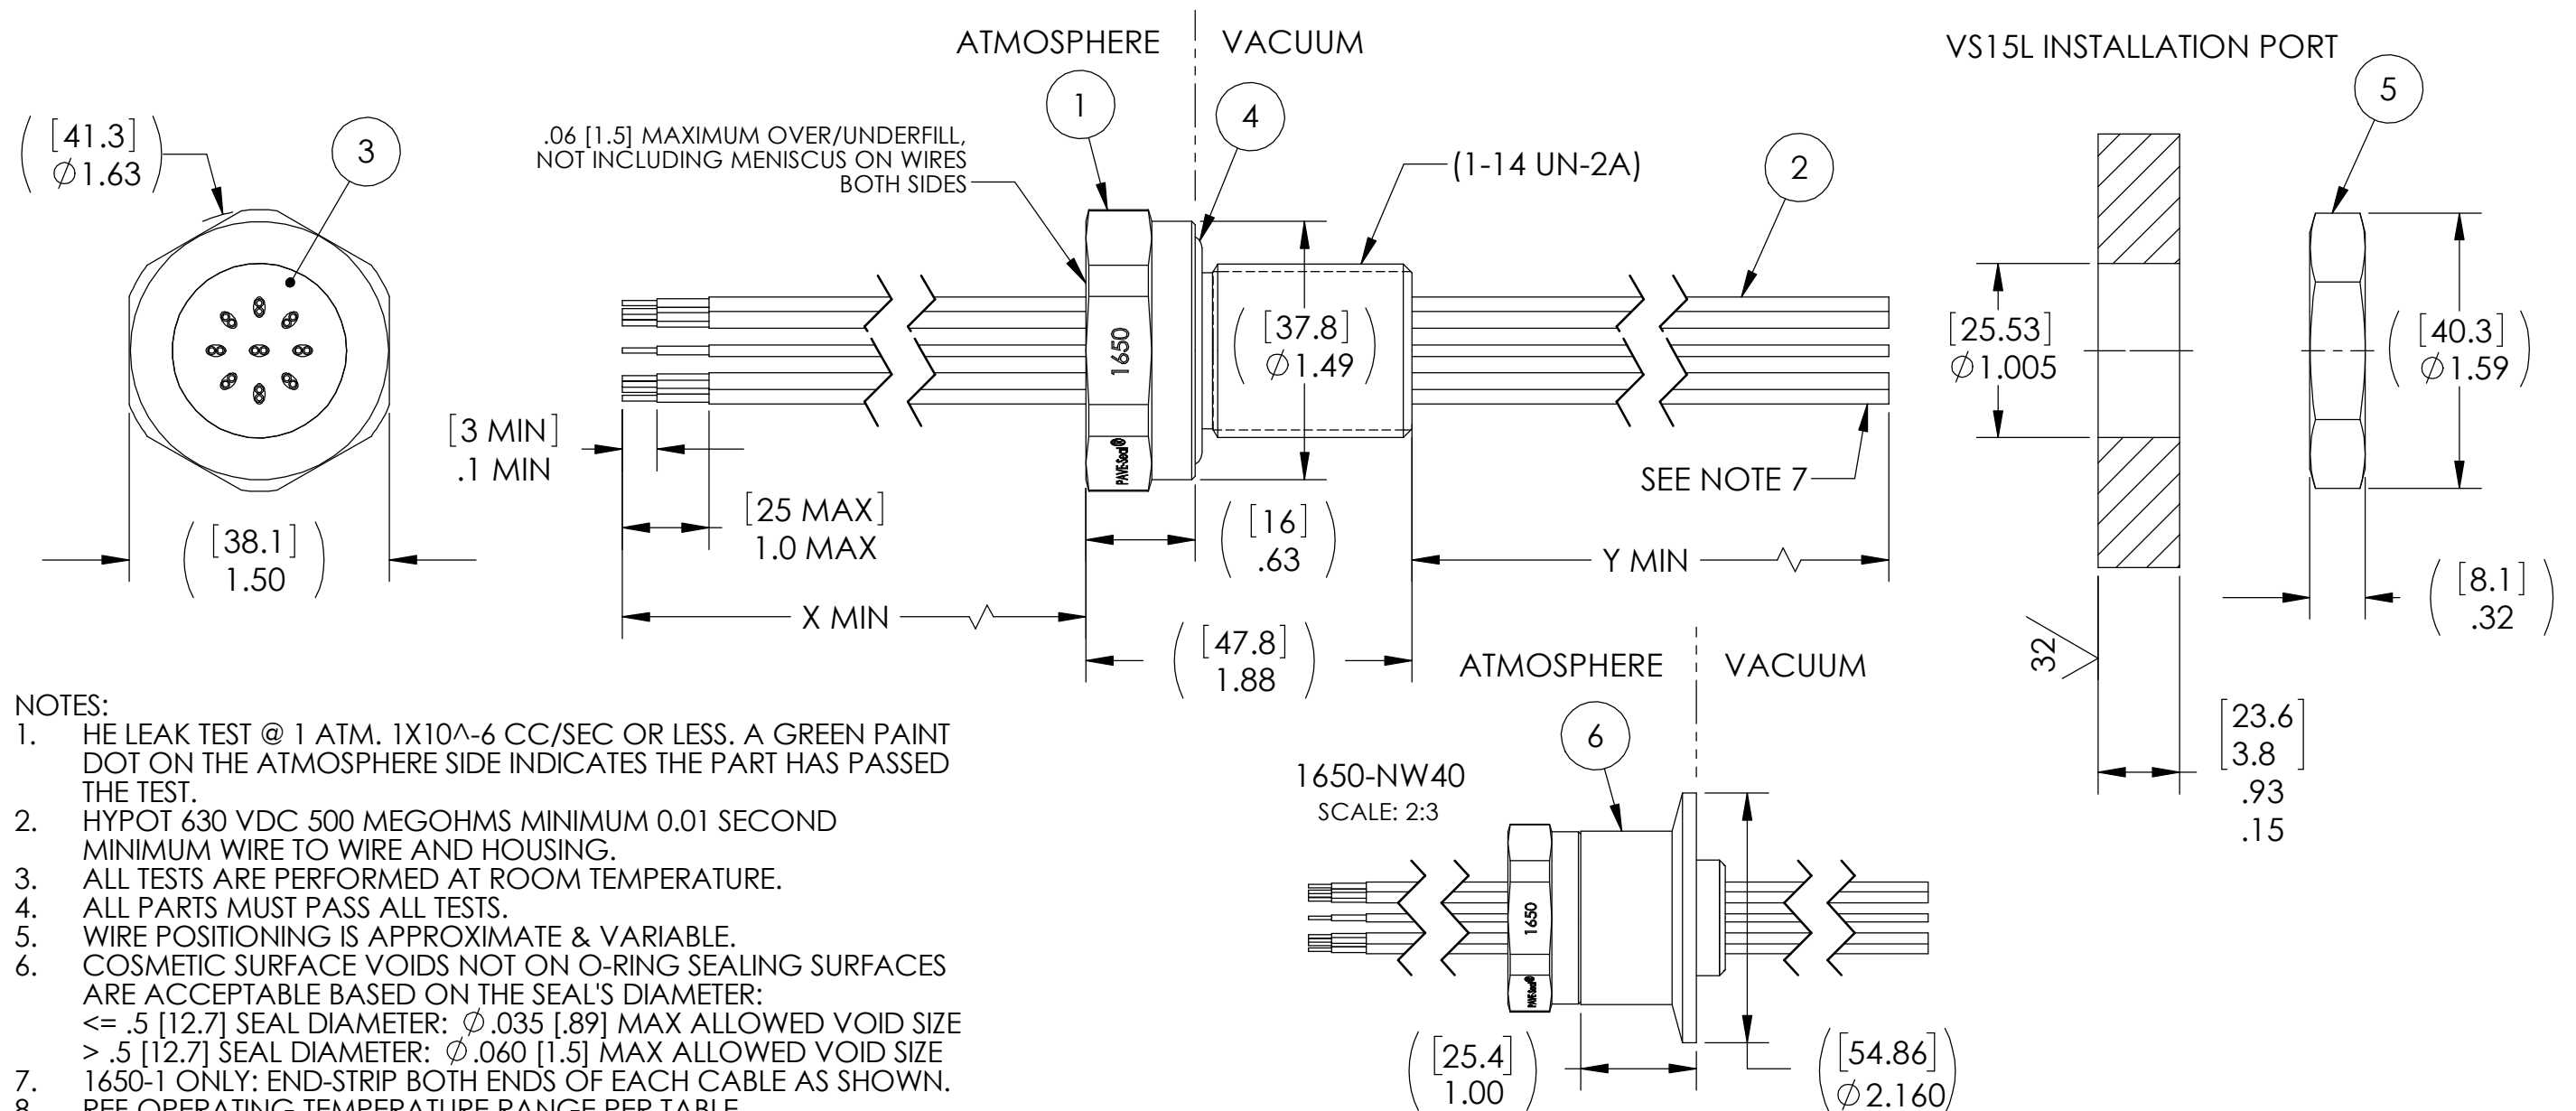 ATMOSPHERE
VACUUM
VS15L INSTALLATION PORT
1
4
5
3
2
[41.3]
∅1.63
.06 [1.5] MAXIMUM OVER/UNDERFILL,
NOT INCLUDING MENISCUS ON WIRES
BOTH SIDES
(1-14 UN-2A)
1650
PAVESeal®
[37.8]
∅1.49
[25.53]
∅1.005
[40.3]
∅1.59
[3 MIN]
.1 MIN
[25 MAX]
1.0 MAX
SEE NOTE 7
[38.1]
1.50
[16]
.63
Y MIN
X MIN
[8.1]
.32
[47.8]
1.88
32
[23.6
3.8]
.93
.15
ATMOSPHERE
VACUUM
6
1650-NW40
SCALE: 2:3
1650
PAVESeal®
[25.4]
1.00
[54.86]
∅2.160
NOTES:
1. HE LEAK TEST @ 1 ATM. 1X10^-6 CC/SEC OR LESS. A GREEN PAINT
DOT ON THE ATMOSPHERE SIDE INDICATES THE PART HAS PASSED
THE TEST.
2. HYPOT 630 VDC 500 MEGOHMS MINIMUM 0.01 SECOND
MINIMUM WIRE TO WIRE AND HOUSING.
3. ALL TESTS ARE PERFORMED AT ROOM TEMPERATURE.
4. ALL PARTS MUST PASS ALL TESTS.
5. WIRE POSITIONING IS APPROXIMATE & VARIABLE.
6. COSMETIC SURFACE VOIDS NOT ON O-RING SEALING SURFACES
ARE ACCEPTABLE BASED ON THE SEAL'S DIAMETER:
<= .5 [12.7] SEAL DIAMETER: ∅.035 [.89] MAX ALLOWED VOID SIZE
> .5 [12.7] SEAL DIAMETER: ∅.060 [1.5] MAX ALLOWED VOID SIZE
7. 1650-1 ONLY: END-STRIP BOTH ENDS OF EACH CABLE AS SHOWN.
8. REF OPERATING TEMPERATURE RANGE PER TABLE